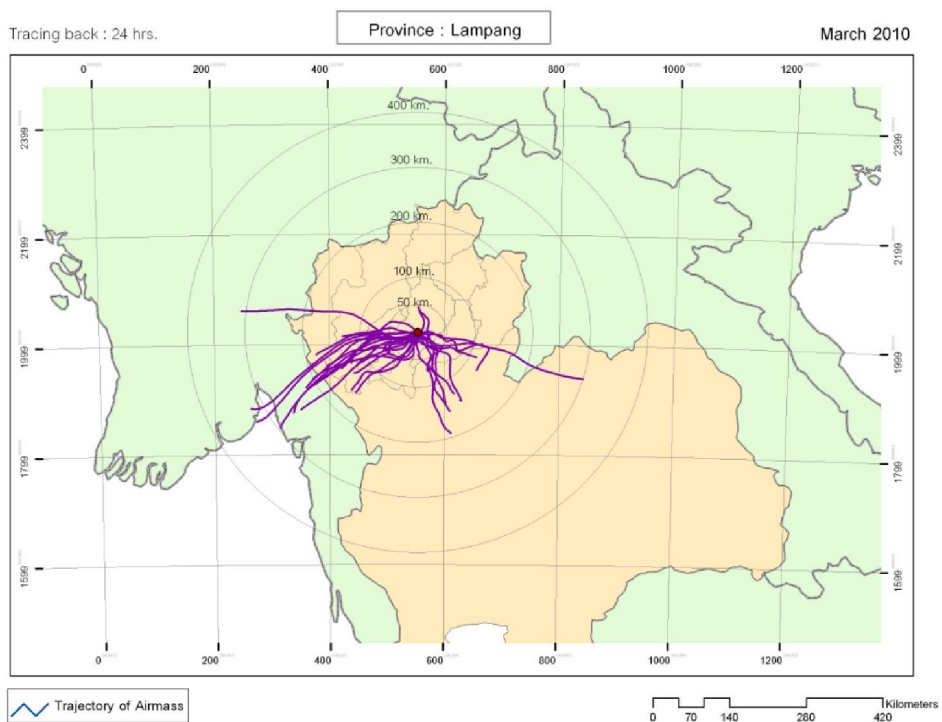 Tracing back : 24 hrs.
Province : Lampang
March 2010
0 200 400 600 800 1000 1200
400 km.
300 km.
200 km.
100 km.
50 km.
2399 2399
2199 2199
1999 1999
1799 1799
1599 1599
0 200 400 600 800 1000 1200
Trajectory of Airmass
Kilometers
0 70 140 280 420